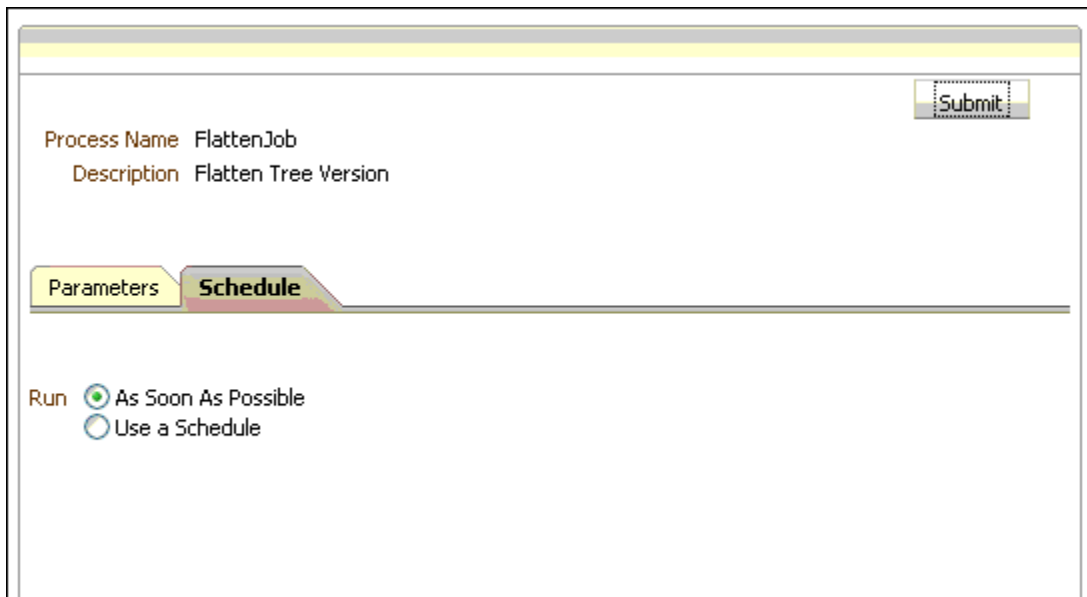 Submit
Process Name FlattenJob
Description Flatten Tree Version
Parameters Schedule
Run As Soon As Possible
Use a Schedule